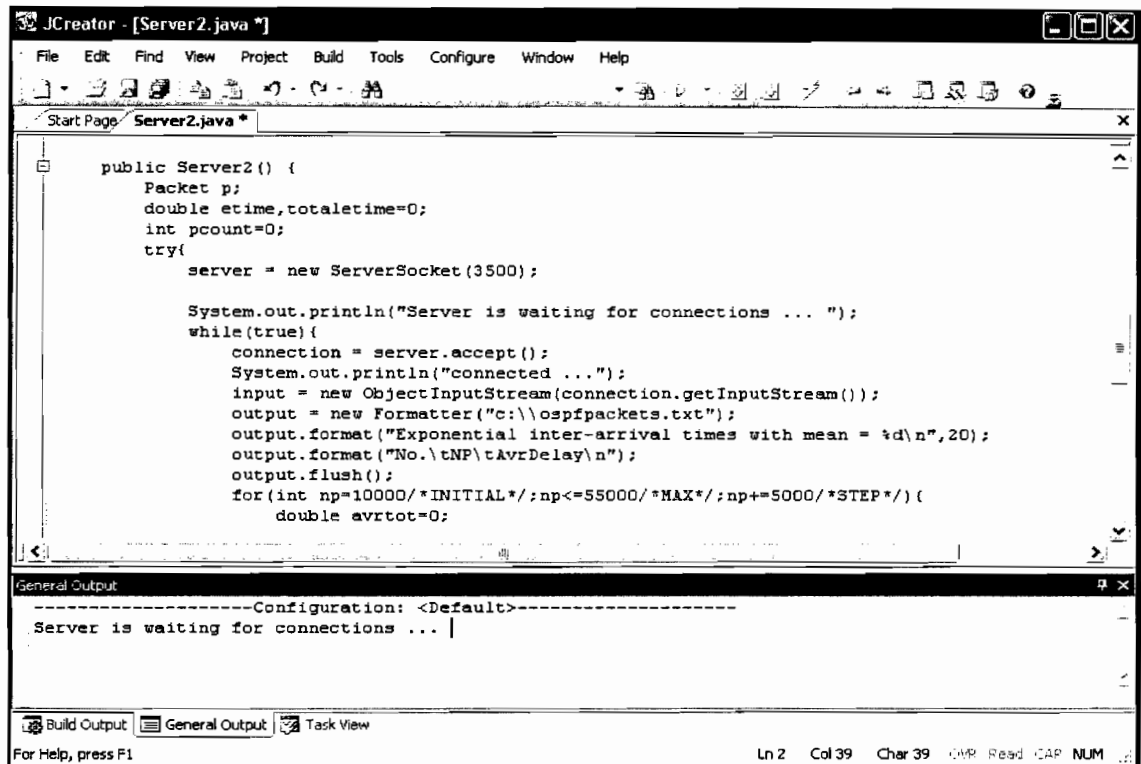 JCreator - [Server2.java *]
File Edit Find View Project Build Tools Configure Window Help
Start Page Server2.java *
public Server2() {
Packet p;
double etime,totaletime=0;
int pcount=0;
try{
server = new ServerSocket(3500);
System.out.println("Server is waiting for connections ... ");
while(true){
connection = server.accept();
System.out.println("connected ...");
input = new ObjectInputStream(connection.getInputStream());
output = new Formatter("c:\\ospfpackets.txt");
output.format("Exponential inter-arrival times with mean = %d\n",20);
output.format("No.\tNP\tAvrDelay\n");
output.flush();
for(int np=10000/*INITIAL*/;np<=55000/*MAX*/;np+=5000/*STEP*/){
double avrtot=0;
General Output
--------------------Configuration: <Default>--------------------
Server is waiting for connections ...
Build Output General Output Task View
For Help, press F1 Ln 2 Col 39 Char 39 OVR Read CAP NUM